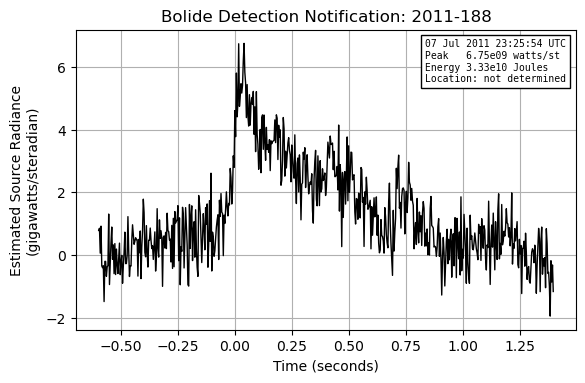 Bolide Detection Notification: 2011-188
07 Jul 2011 23:25:54 UTC
Peak   6.75e09 watts/st
Energy 3.33e10 Joules
Location: not determined
Estimated Source Radiance
(gigawatts/steradian)
6
4
2
0
−2
−0.50 −0.25 0.00 0.25 0.50 0.75 1.00 1.25
Time (seconds)